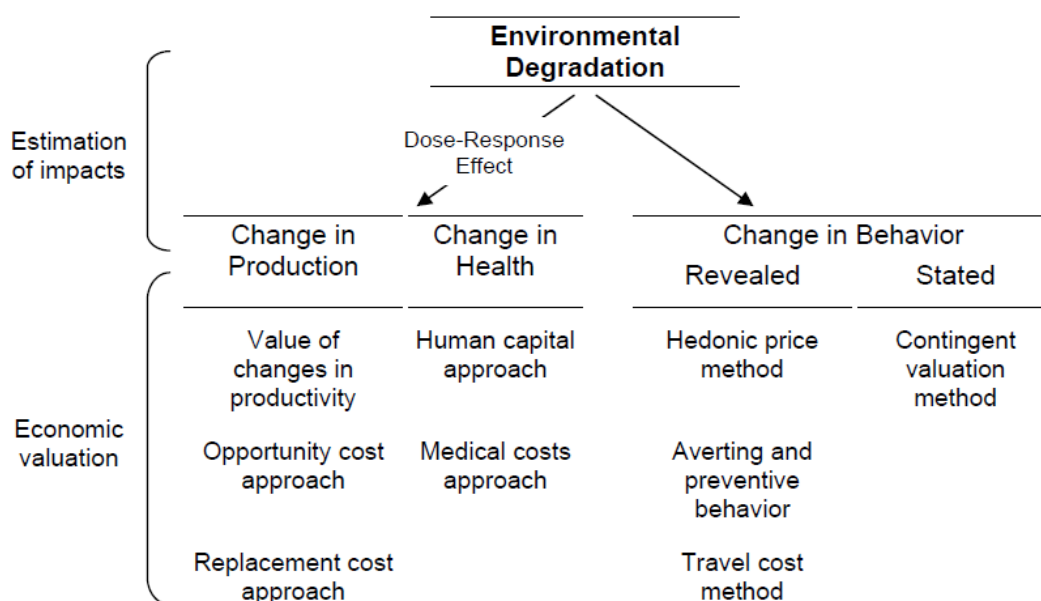 Environmental
Degradation
Dose-Response
Effect
Estimation
of impacts
Change in
Production
Change in
Health
Change in Behavior
Revealed
Stated
Value of
changes in
productivity
Human capital
approach
Hedonic price
method
Contingent
valuation
method
Economic
valuation
Opportunity cost
approach
Medical costs
approach
Averting and
preventive
behavior
Replacement cost
approach
Travel cost
method